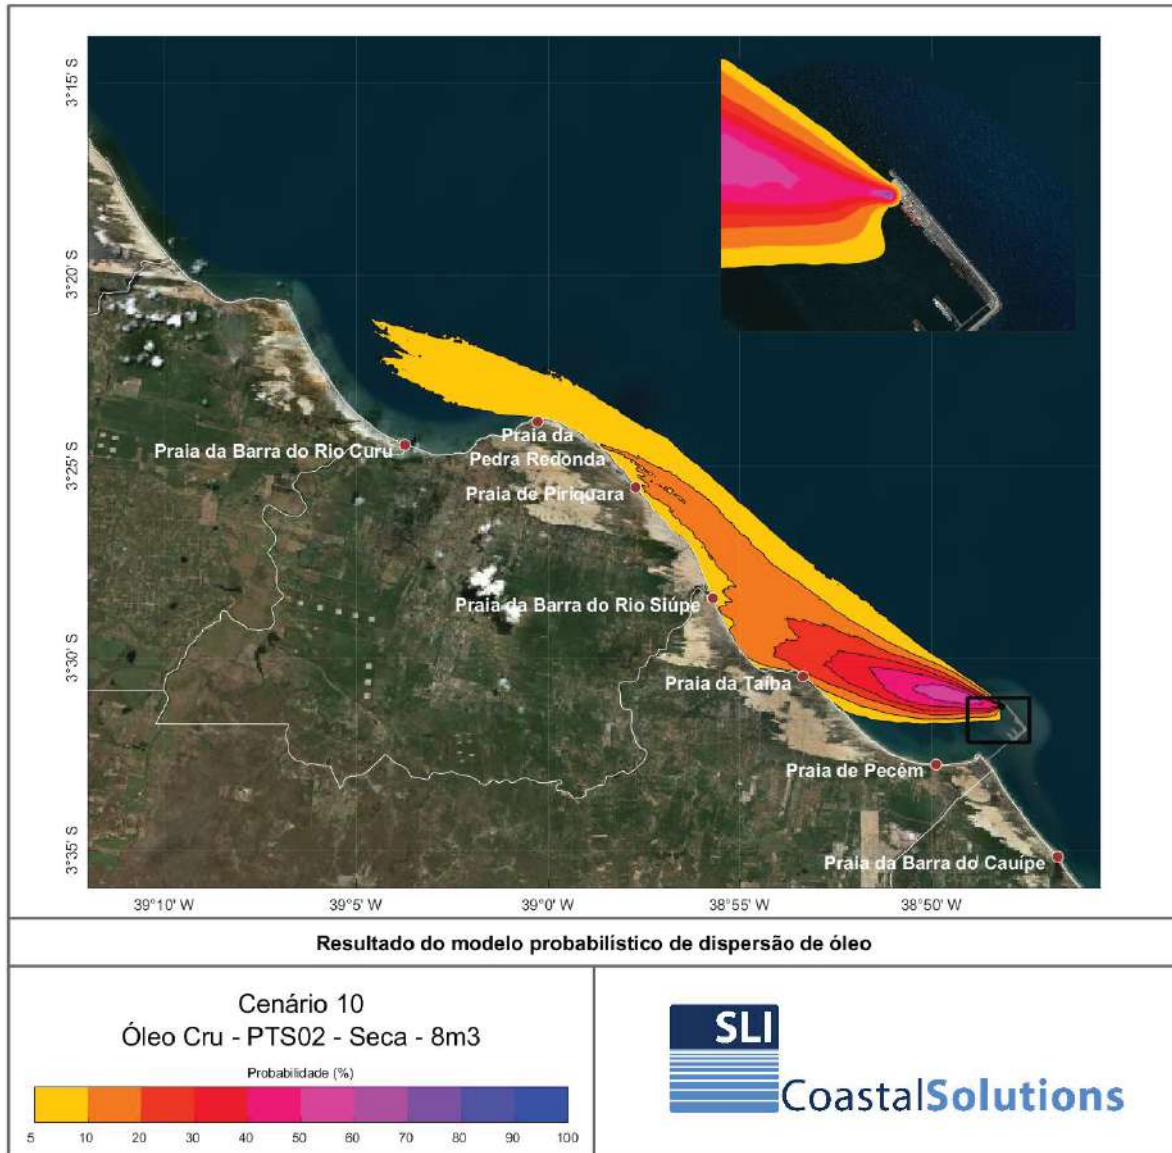 3°15' S
3°20' S
3°25' S
3°30' S
3°35' S
Praia da Barra do Rio Curu
Praia da
Pedra Redonda
Praia de Piriquara
Praia da Barra do Rio Siúpe
Praia da Taíba
Praia de Pecém
Praia da Barra do Cauípe
39°10' W
39°5' W
39°0' W
38°55' W
38°50' W
Resultado do modelo probabilístico de dispersão de óleo
Cenário 10
Óleo Cru - PTS02 - Seca - 8m3
Probabilidade (%)
5 10 20 30 40 50 60 70 80 90 100
SLI
CoastalSolutions